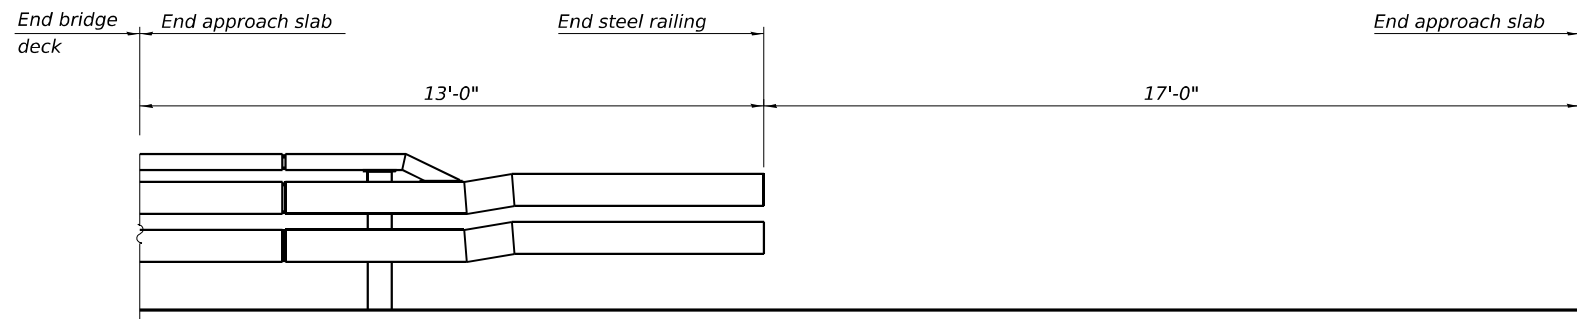 End bridge
deck
End approach slab
End steel railing
End approach slab
13'-0"
17'-0"